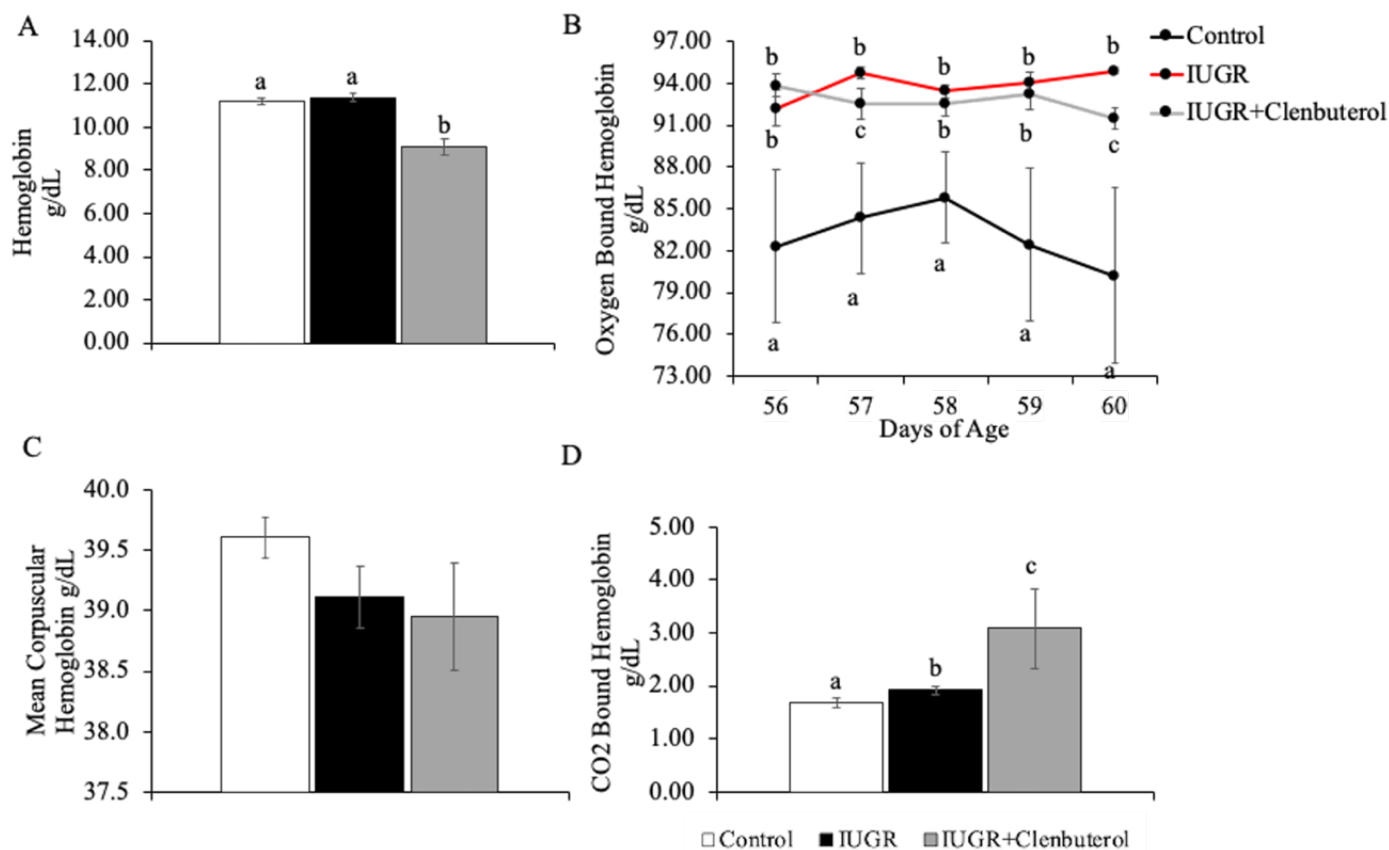 A
Hemoglobin
g/dL
14.00
12.00
10.00
8.00
6.00
4.00
2.00
0.00
a
a
b
B
Oxygen Bound Hemoglobin
g/dL
97.00
94.00
91.00
88.00
85.00
82.00
79.00
76.00
73.00
b
b
b
b
b
b
c
b
b
c
a
a
a
a
a
56
57
58
59
60
Days of Age
Control
IUGR
IUGR+Clenbuterol
C
Mean Corpuscular
Hemoglobin g/dL
40.0
39.5
39.0
38.5
38.0
37.5
D
CO2 Bound Hemoglobin
g/dL
5.00
4.00
3.00
2.00
1.00
0.00
a
b
c
Control
IUGR
IUGR+Clenbuterol